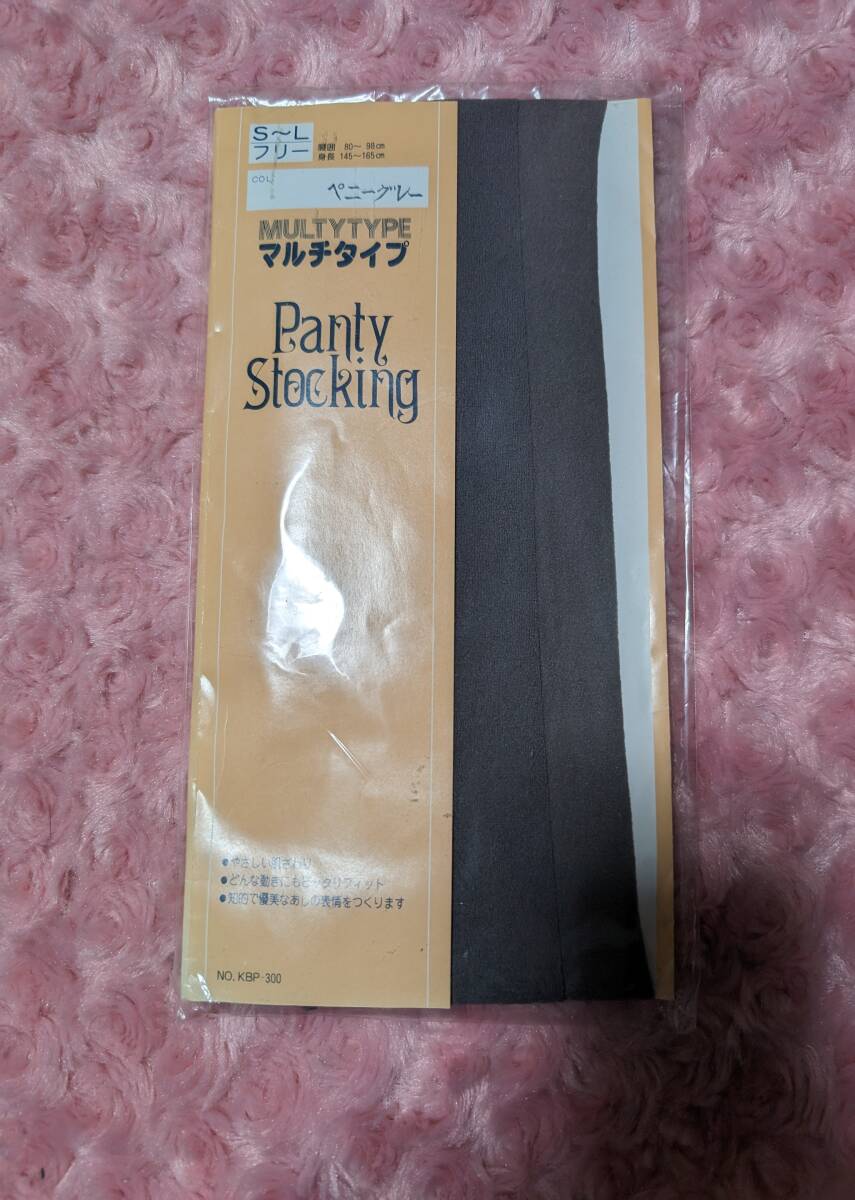 S～L
フリー
腰囲 80～98cm
身長 145～165cm
COL
ペニーグレー
MULTYTYPE
マルチタイプ
Panty
Stocking
●やさしい肌ざわり
●どんな動きにもピッタリフィット
●知的で優美なあしの表情をつくります
NO. KBP-300